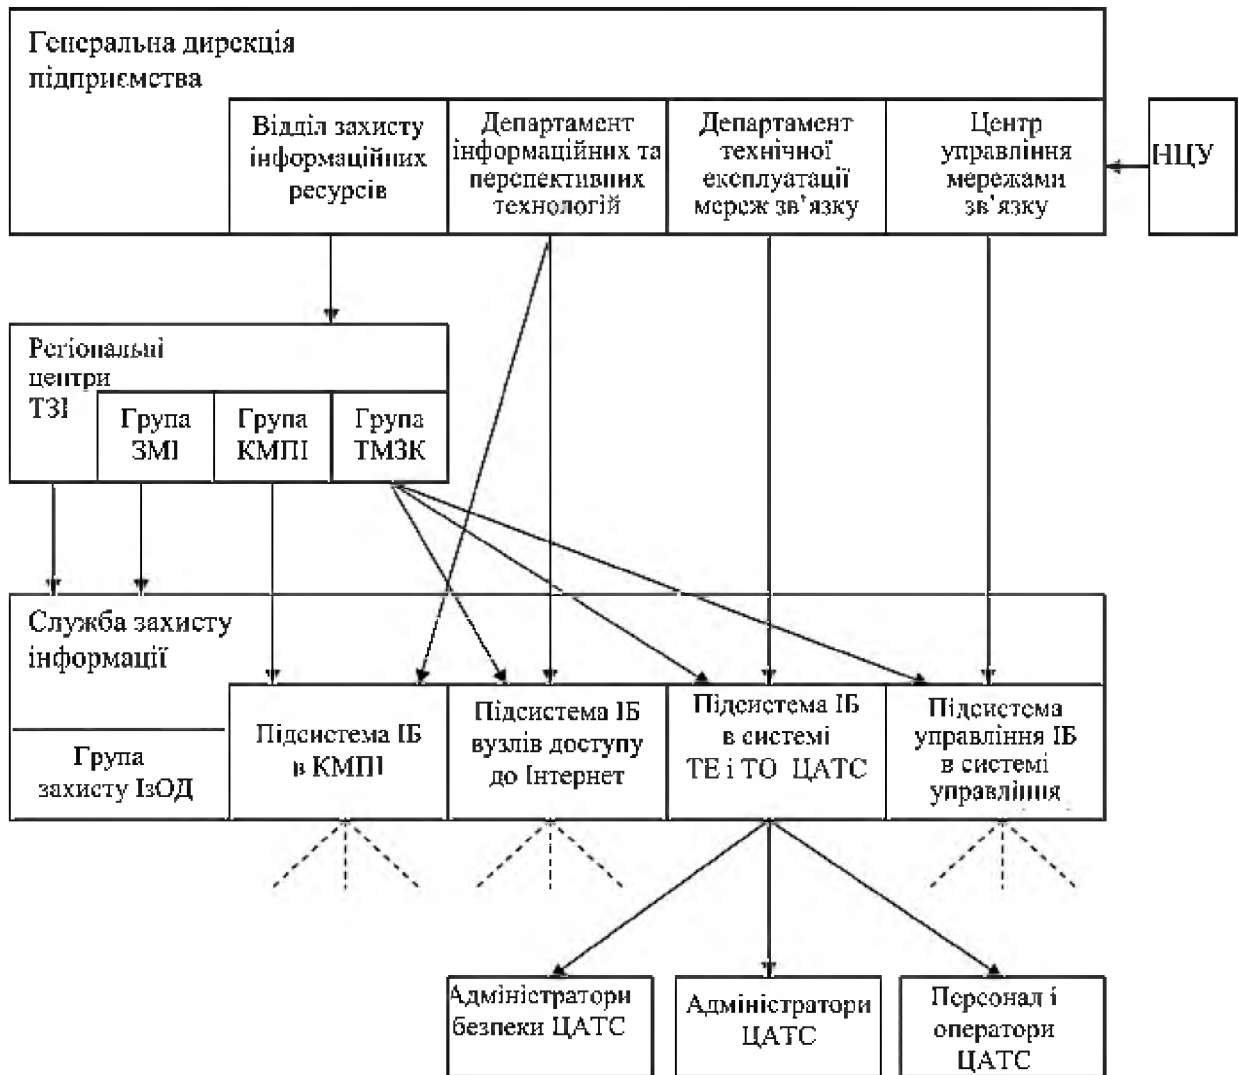 Генеральна дирекція
підприємства
Відділ захисту
інформаційних
ресурсів
Департамент
інформаційних та
перспективних
технологій
Департамент
технічної
експлуатації
мереж зв'язку
Центр
управління
мережами
зв'язку
НЦУ
Регіональні
центри
ТЗІ
Група
ЗМІ
Група
КМПІ
Група
ТМЗК
Служба захисту
інформації
Група
захисту ІзОД
Підсистема ІБ
в КМПІ
Підсистема ІБ
вузлів доступу
до Інтернет
Підсистема ІБ
в системі
ТЕ і ТО ЦАТС
Підсистема
управління ІБ
в системі
управління
Адміністратори
безпеки ЦАТС
Адміністратори
ЦАТС
Персонал і
оператори
ЦАТС